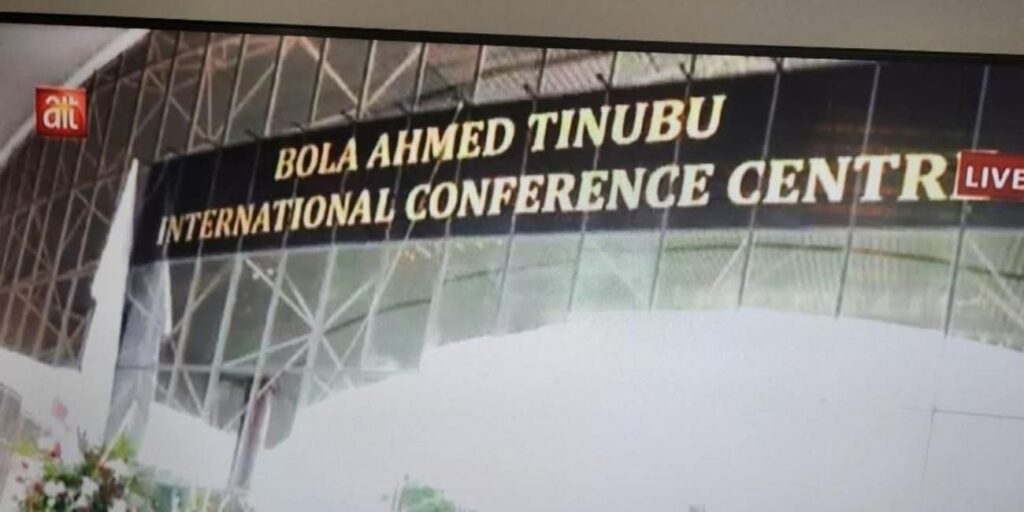 ait
BOLA AHMED TINUBU
INTERNATIONAL CONFERENCE CENTR
LIVE